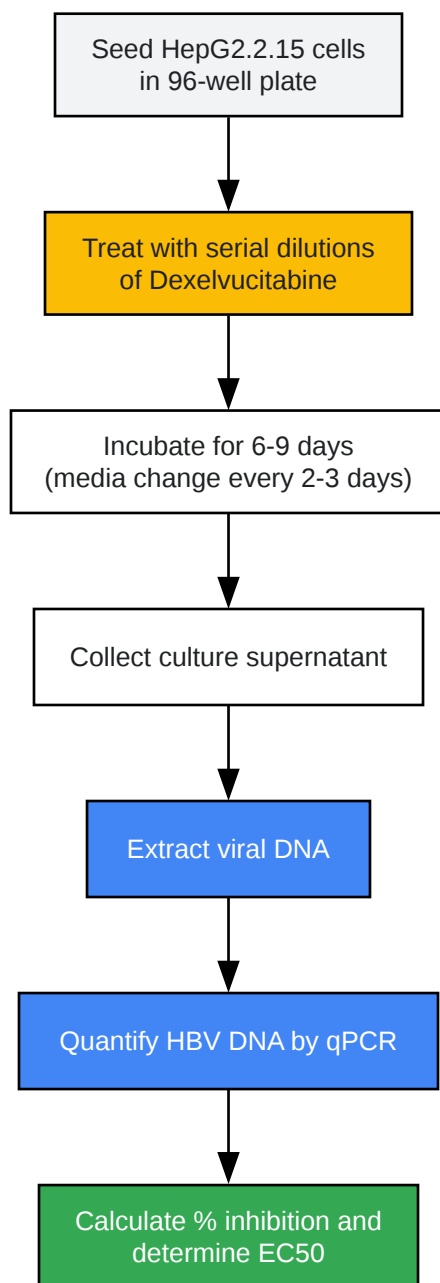 Seed HepG2.2.15 cells
in 96-well plate
Treat with serial dilutions
of Dexelvucitabine
Incubate for 6-9 days
(media change every 2-3 days)
Collect culture supernatant
Extract viral DNA
Quantify HBV DNA by qPCR
Calculate % inhibition and
determine EC50